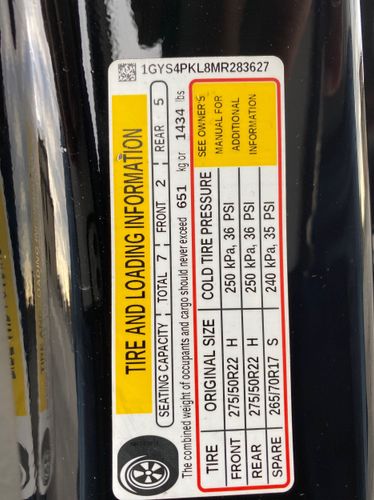 1GYS4PKL8MR283627
TIRE AND LOADING INFORMATION
SEATING CAPACITY TOTAL 7 FRONT 2 REAR 5
The combined weight of occupants and cargo should never exceed 651 kg or 1434 lbs
TIRE ORIGINAL SIZE COLD TIRE PRESSURE
FRONT 275/50R22 H 250 kPa, 36 PSI
REAR 275/50R22 H 250 kPa, 36 PSI
SPARE 265/70R17 S 240 kPa, 35 PSI
SEE OWNER'S
MANUAL FOR
ADDITIONAL
INFORMATION